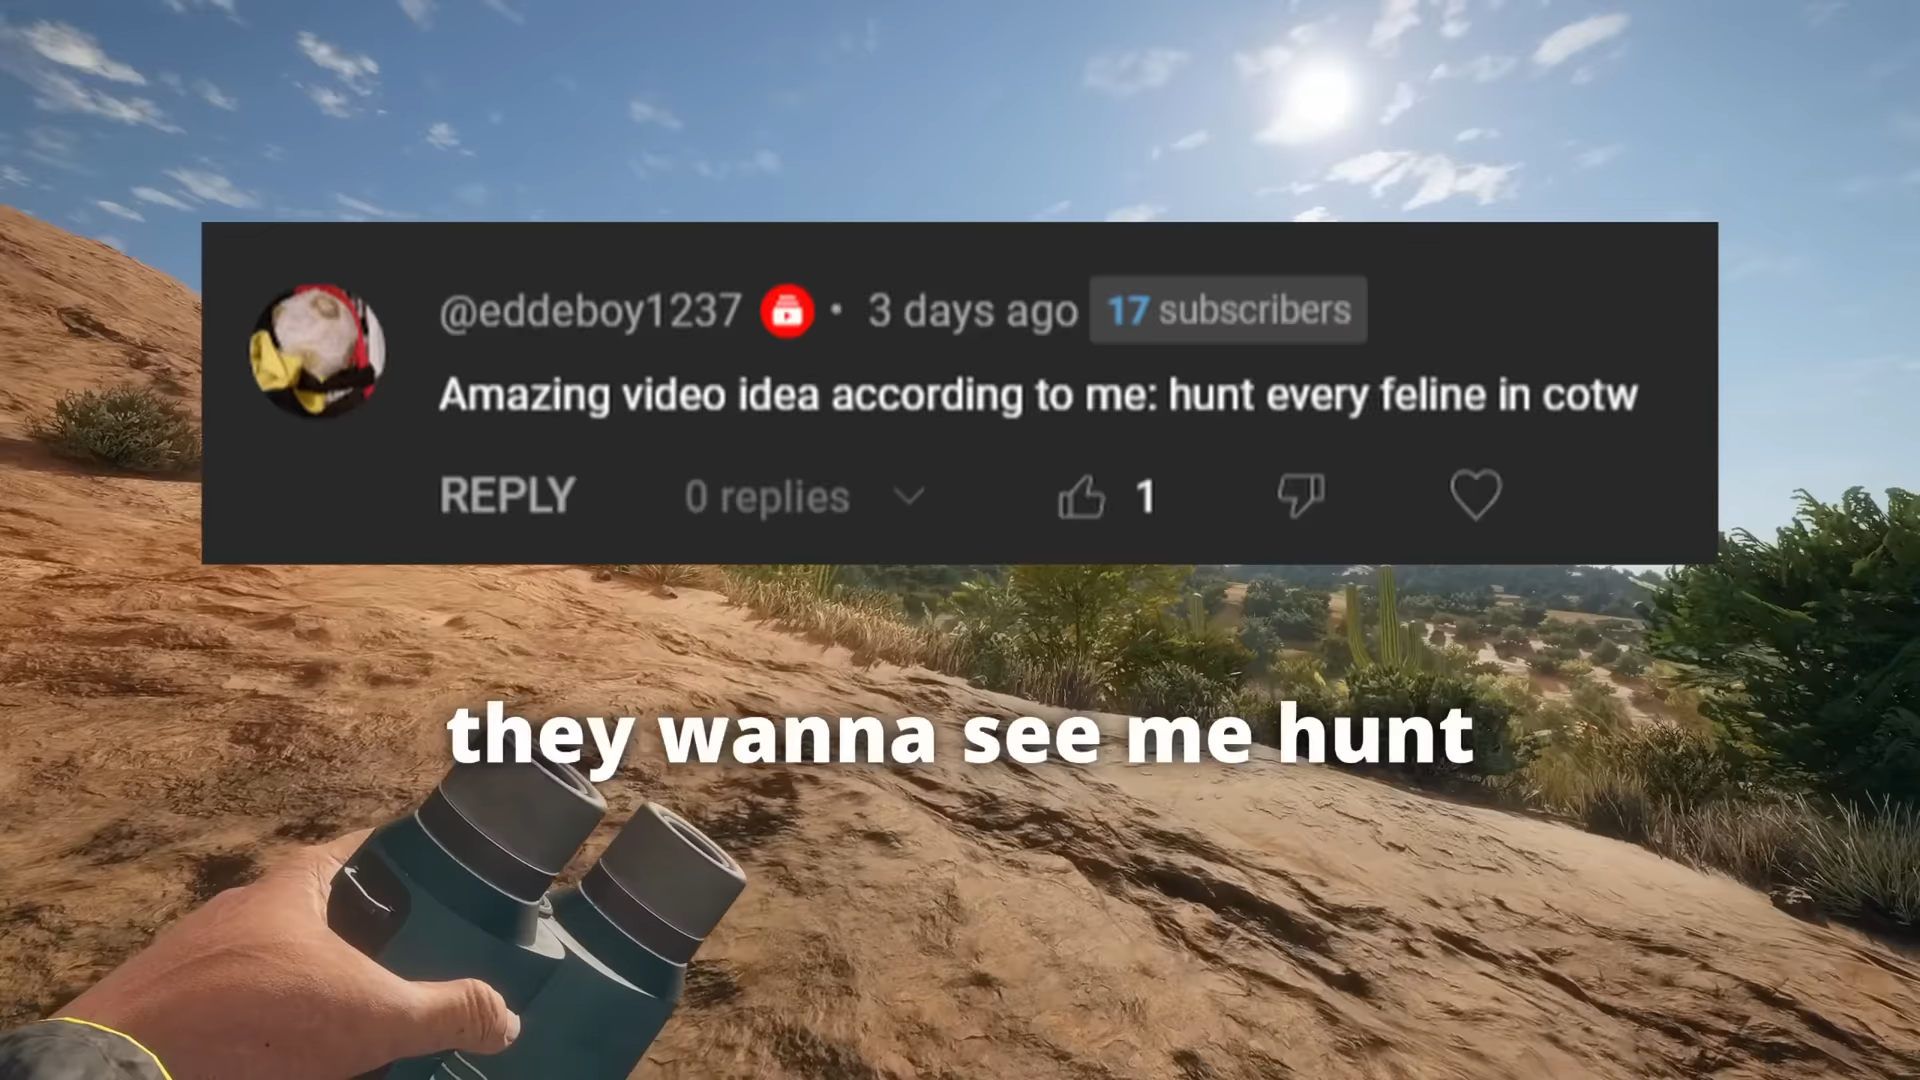 @eddeboy1237 • 3 days ago 17 subscribers
Amazing video idea according to me: hunt every feline in cotw
REPLY 0 replies 1
they wanna see me hunt